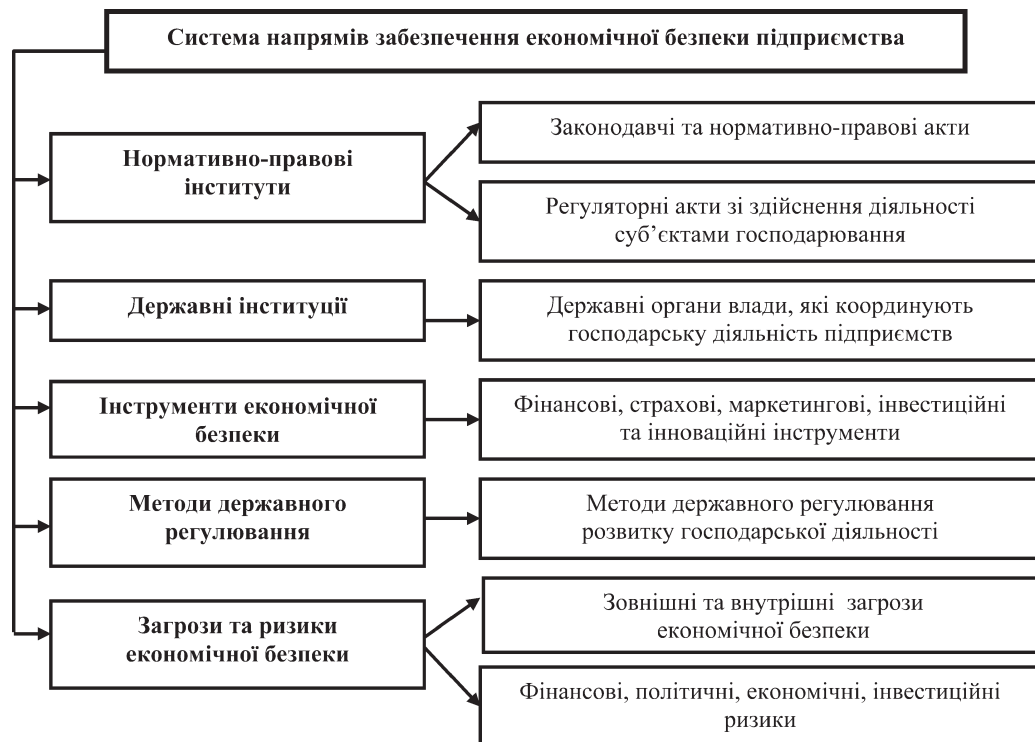 Система напрямів забезпечення економічної безпеки підприємства
Нормативно-правові
інститути
Законодавчі та нормативно-правові акти
Регуляторні акти зі здійснення діяльності
суб’єктами господарювання
Державні інституції
Державні органи влади, які координують
господарську діяльність підприємств
Інструменти економічної
безпеки
Фінансові, страхові, маркетингові, інвестиційні
та інноваційні інструменти
Методи державного
регулювання
Методи державного регулювання
розвитку господарської діяльності
Загрози та ризики
економічної безпеки
Зовнішні та внутрішні загрози
економічної безпеки
Фінансові, політичні, економічні, інвестиційні
ризики